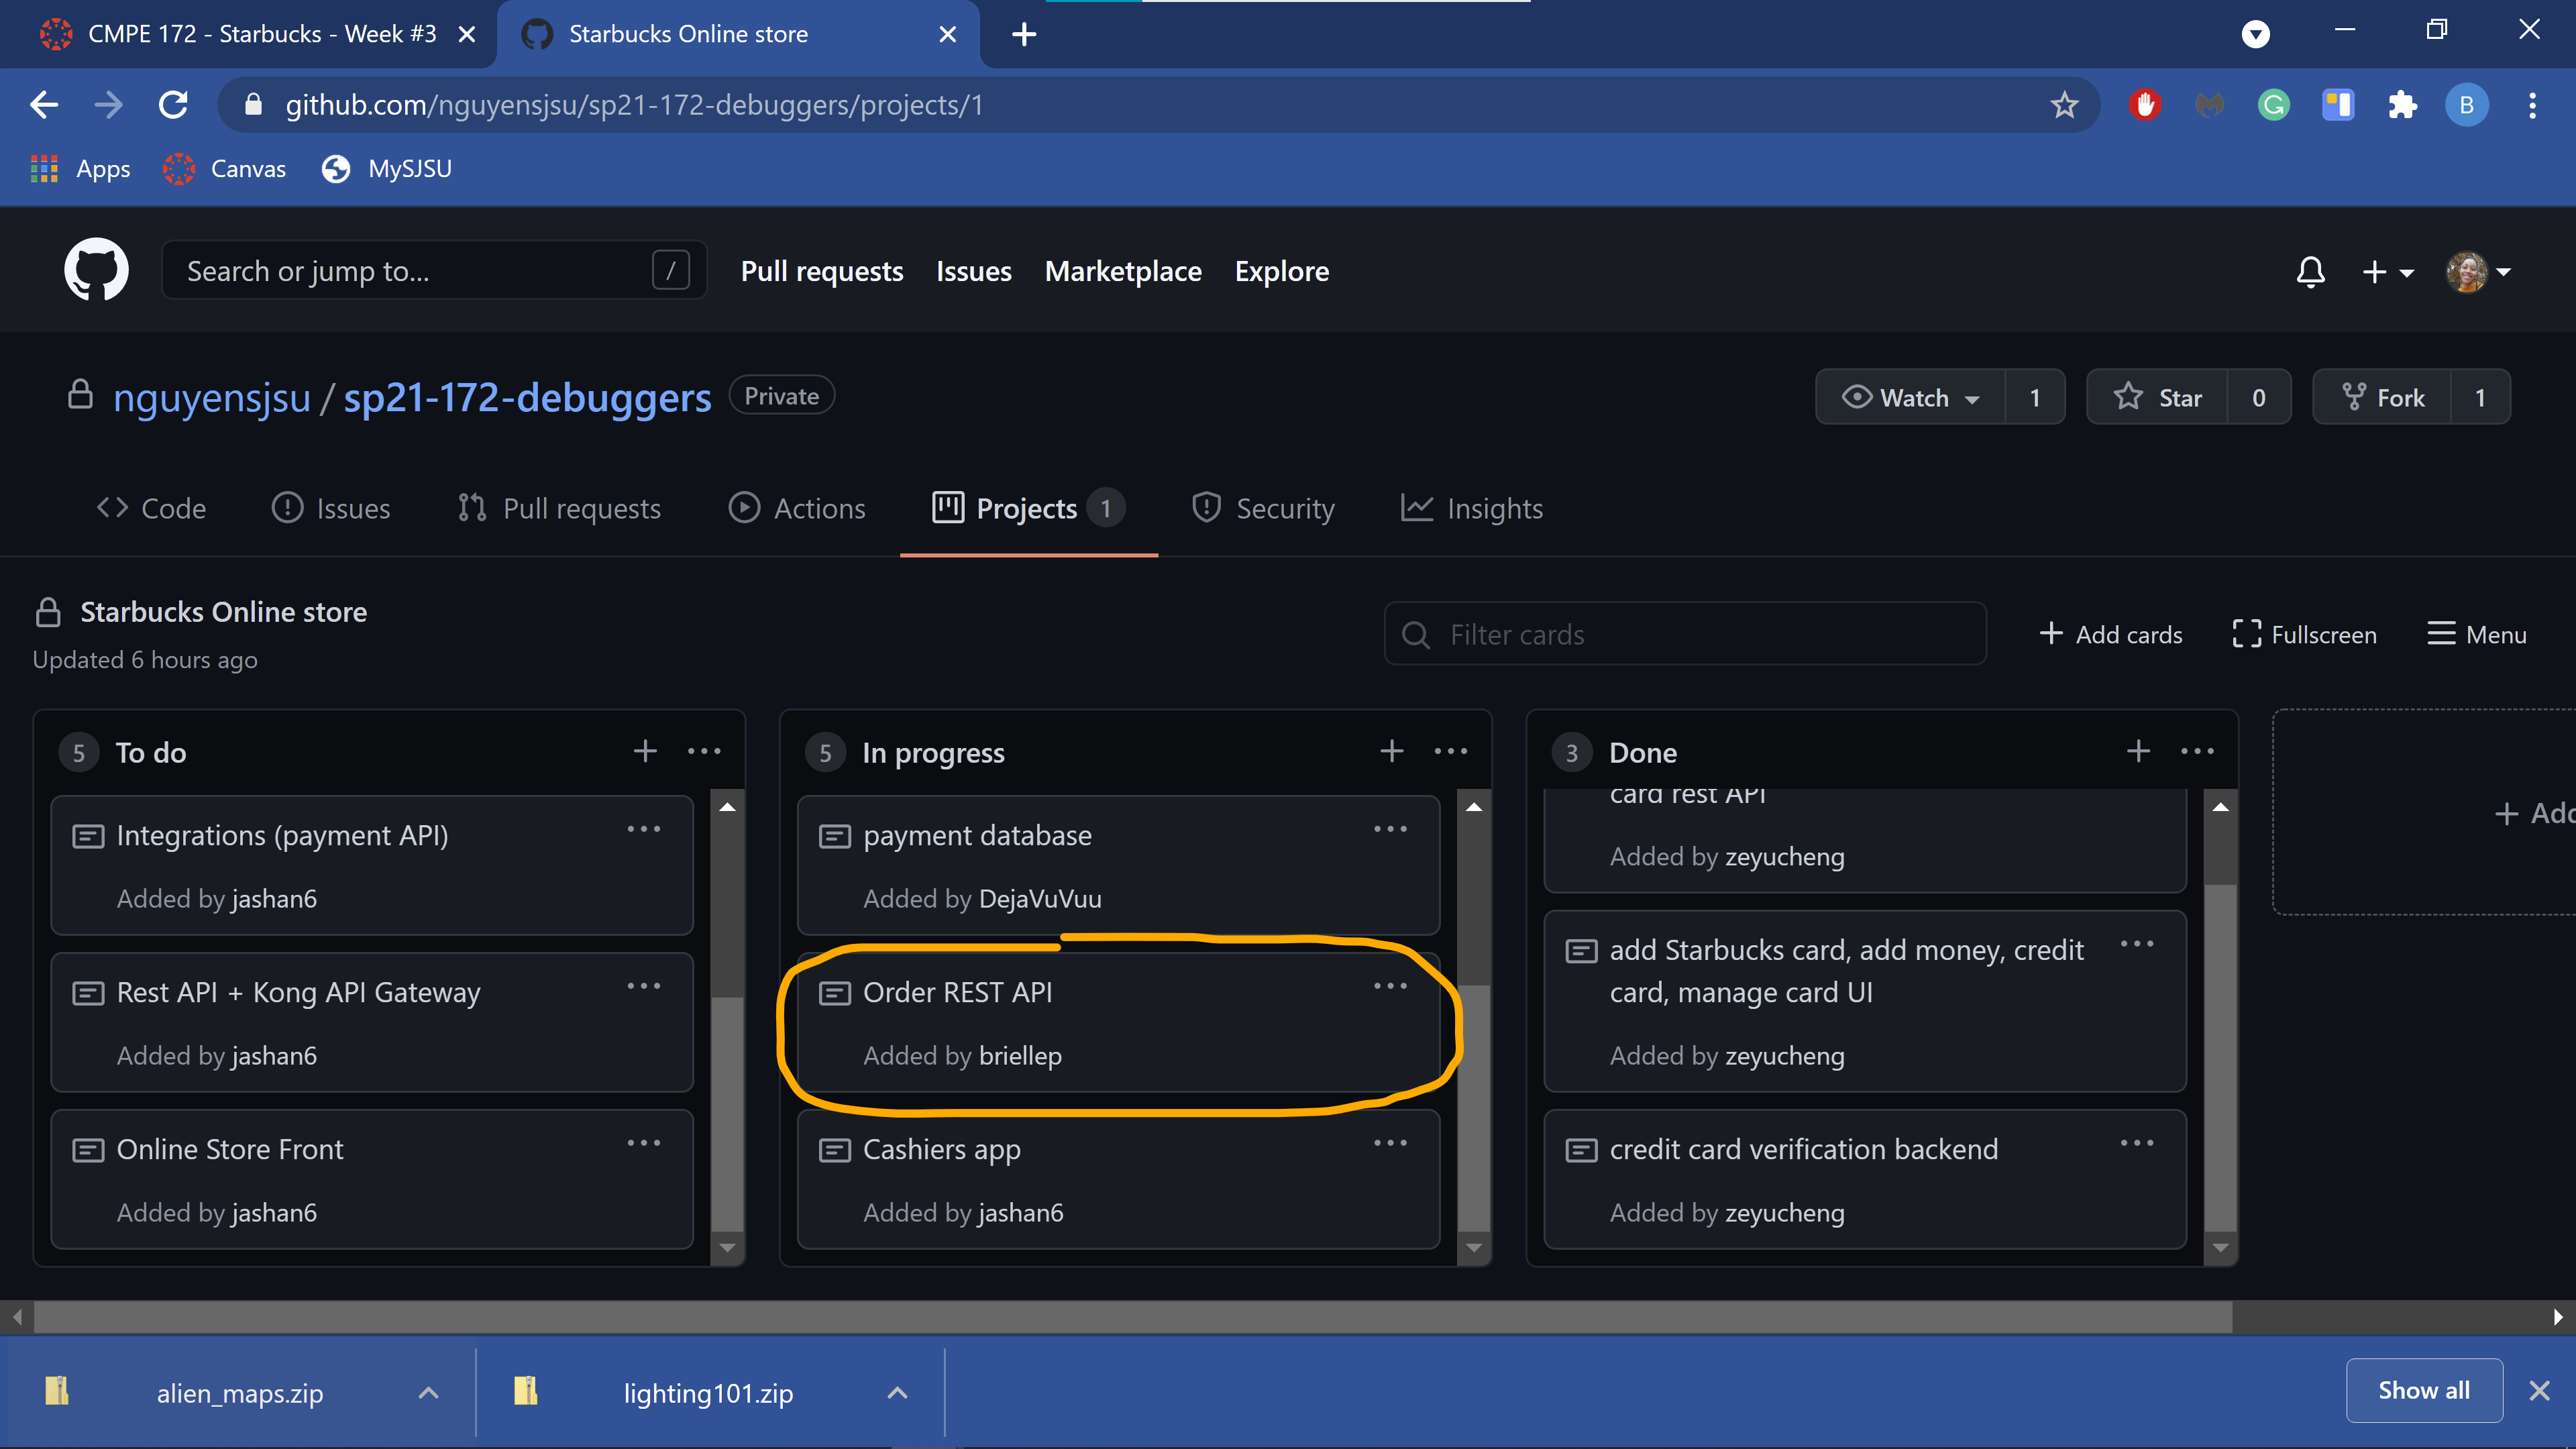 CMPE 172 - Starbucks - Week #3
Starbucks Online store
github.com/nguyensjsu/sp21-172-debuggers/projects/1
G
B
Apps
Canvas
MySJSU
Search or jump to...
/
Pull requests
Issues
Marketplace
Explore
nguyensjsu / sp21-172-debuggers
Private
Watch
1
Star
0
Fork
1
Code
Issues
Pull requests
Actions
Projects
1
Security
Insights
Starbucks Online store
Updated 6 hours ago
Filter cards
Add cards
Fullscreen
Menu
5
To do
Integrations (payment API)
Added by jashan6
Rest API + Kong API Gateway
Added by jashan6
Online Store Front
Added by jashan6
5
In progress
payment database
Added by DejaVuVuu
Order REST API
Added by briellep
Cashiers app
Added by jashan6
3
Done
card rest API
Added by zeyucheng
add Starbucks card, add money, credit
card, manage card UI
Added by zeyucheng
credit card verification backend
Added by zeyucheng
Add
alien_maps.zip
lighting101.zip
Show all